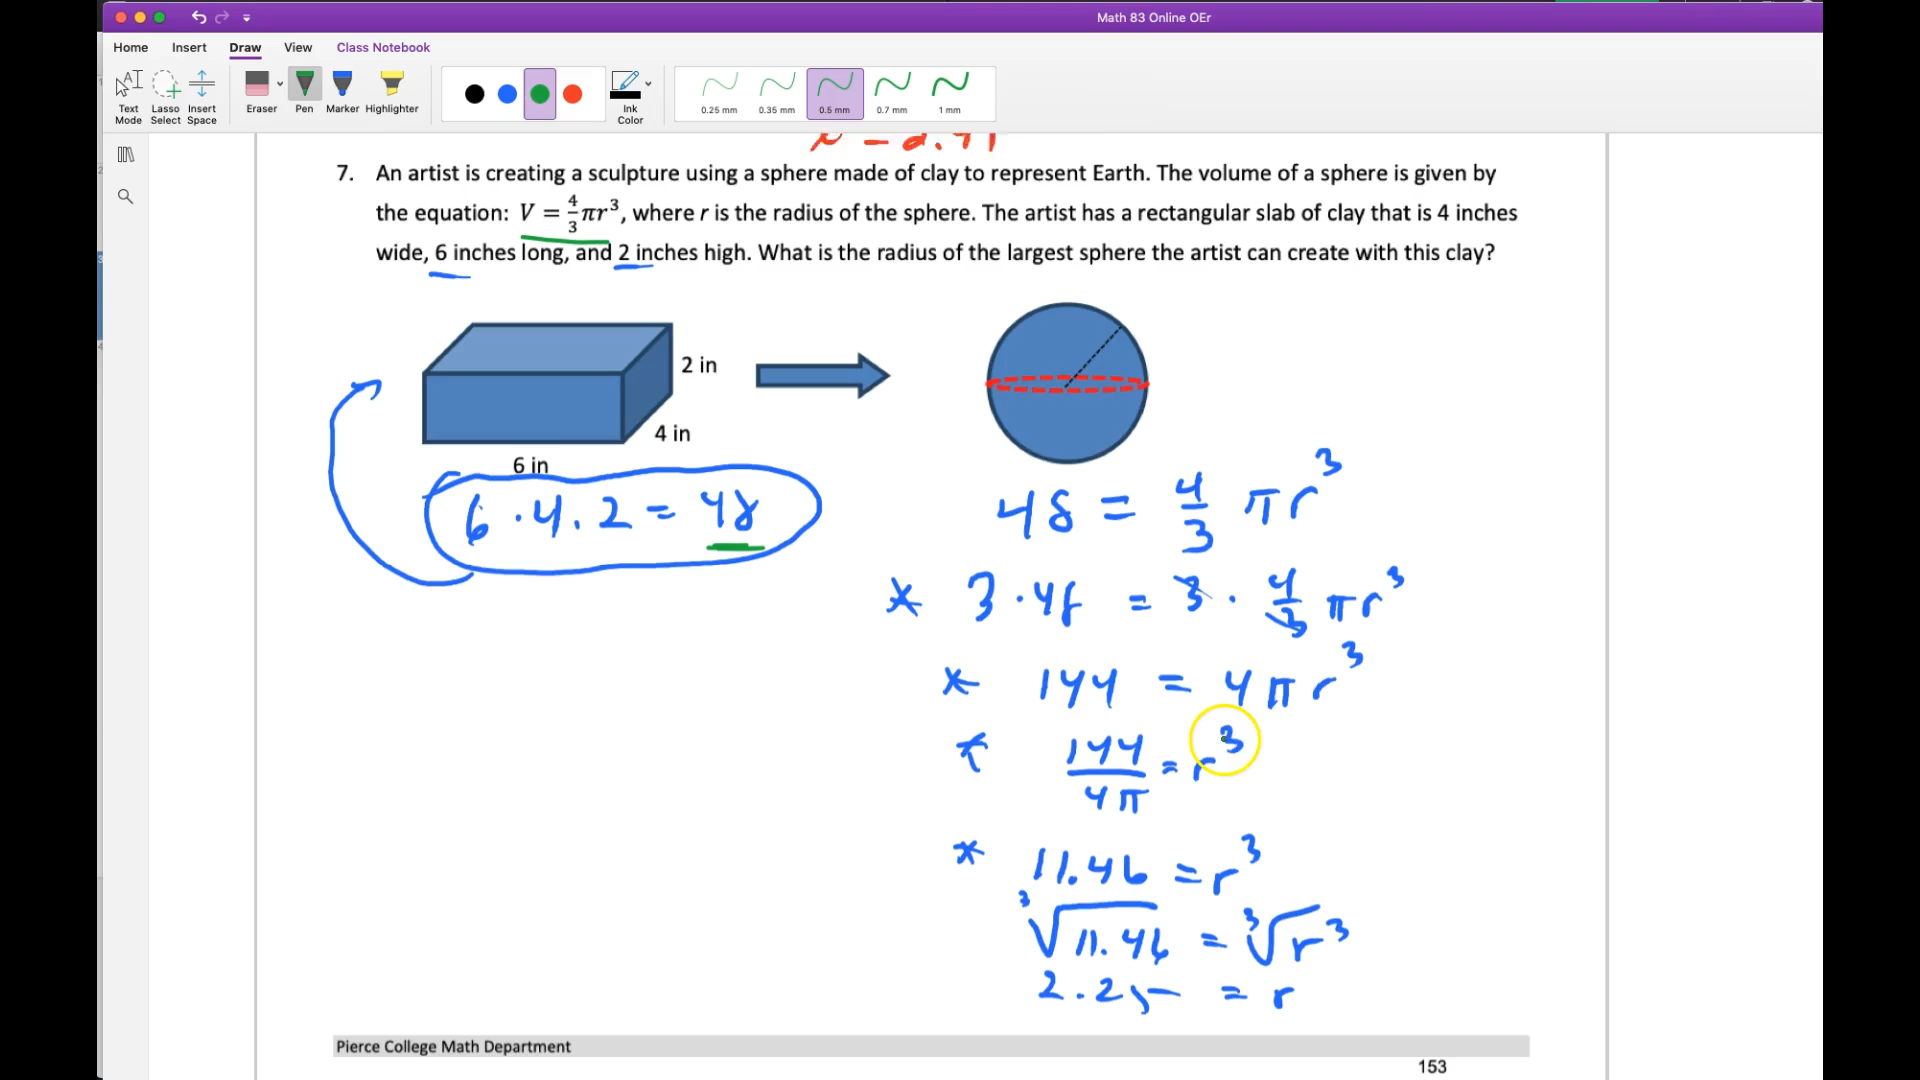 Math 83 Online OEr
Home Insert Draw View Class Notebook
Text Mode Lasso Select Insert Space Eraser Pen Marker Highlighter Ink Color 0.25 mm 0.35 mm 0.5 mm 0.7 mm 1 mm
7. An artist is creating a sculpture using a sphere made of clay to represent Earth. The volume of a sphere is given by
the equation: V = 4/3 πr³, where r is the radius of the sphere. The artist has a rectangular slab of clay that is 4 inches
wide, 6 inches long, and 2 inches high. What is the radius of the largest sphere the artist can create with this clay?
2 in
4 in
6 in
6 · 4 . 2 = 48
48 = 4/3 πr³
* 3 · 48 = 3 · 4/3 πr³
* 144 = 4πr³
* 144/4π = r³
* 11.46 = r³
³√11.46 = ³√r³
2.25 = r
Pierce College Math Department
153